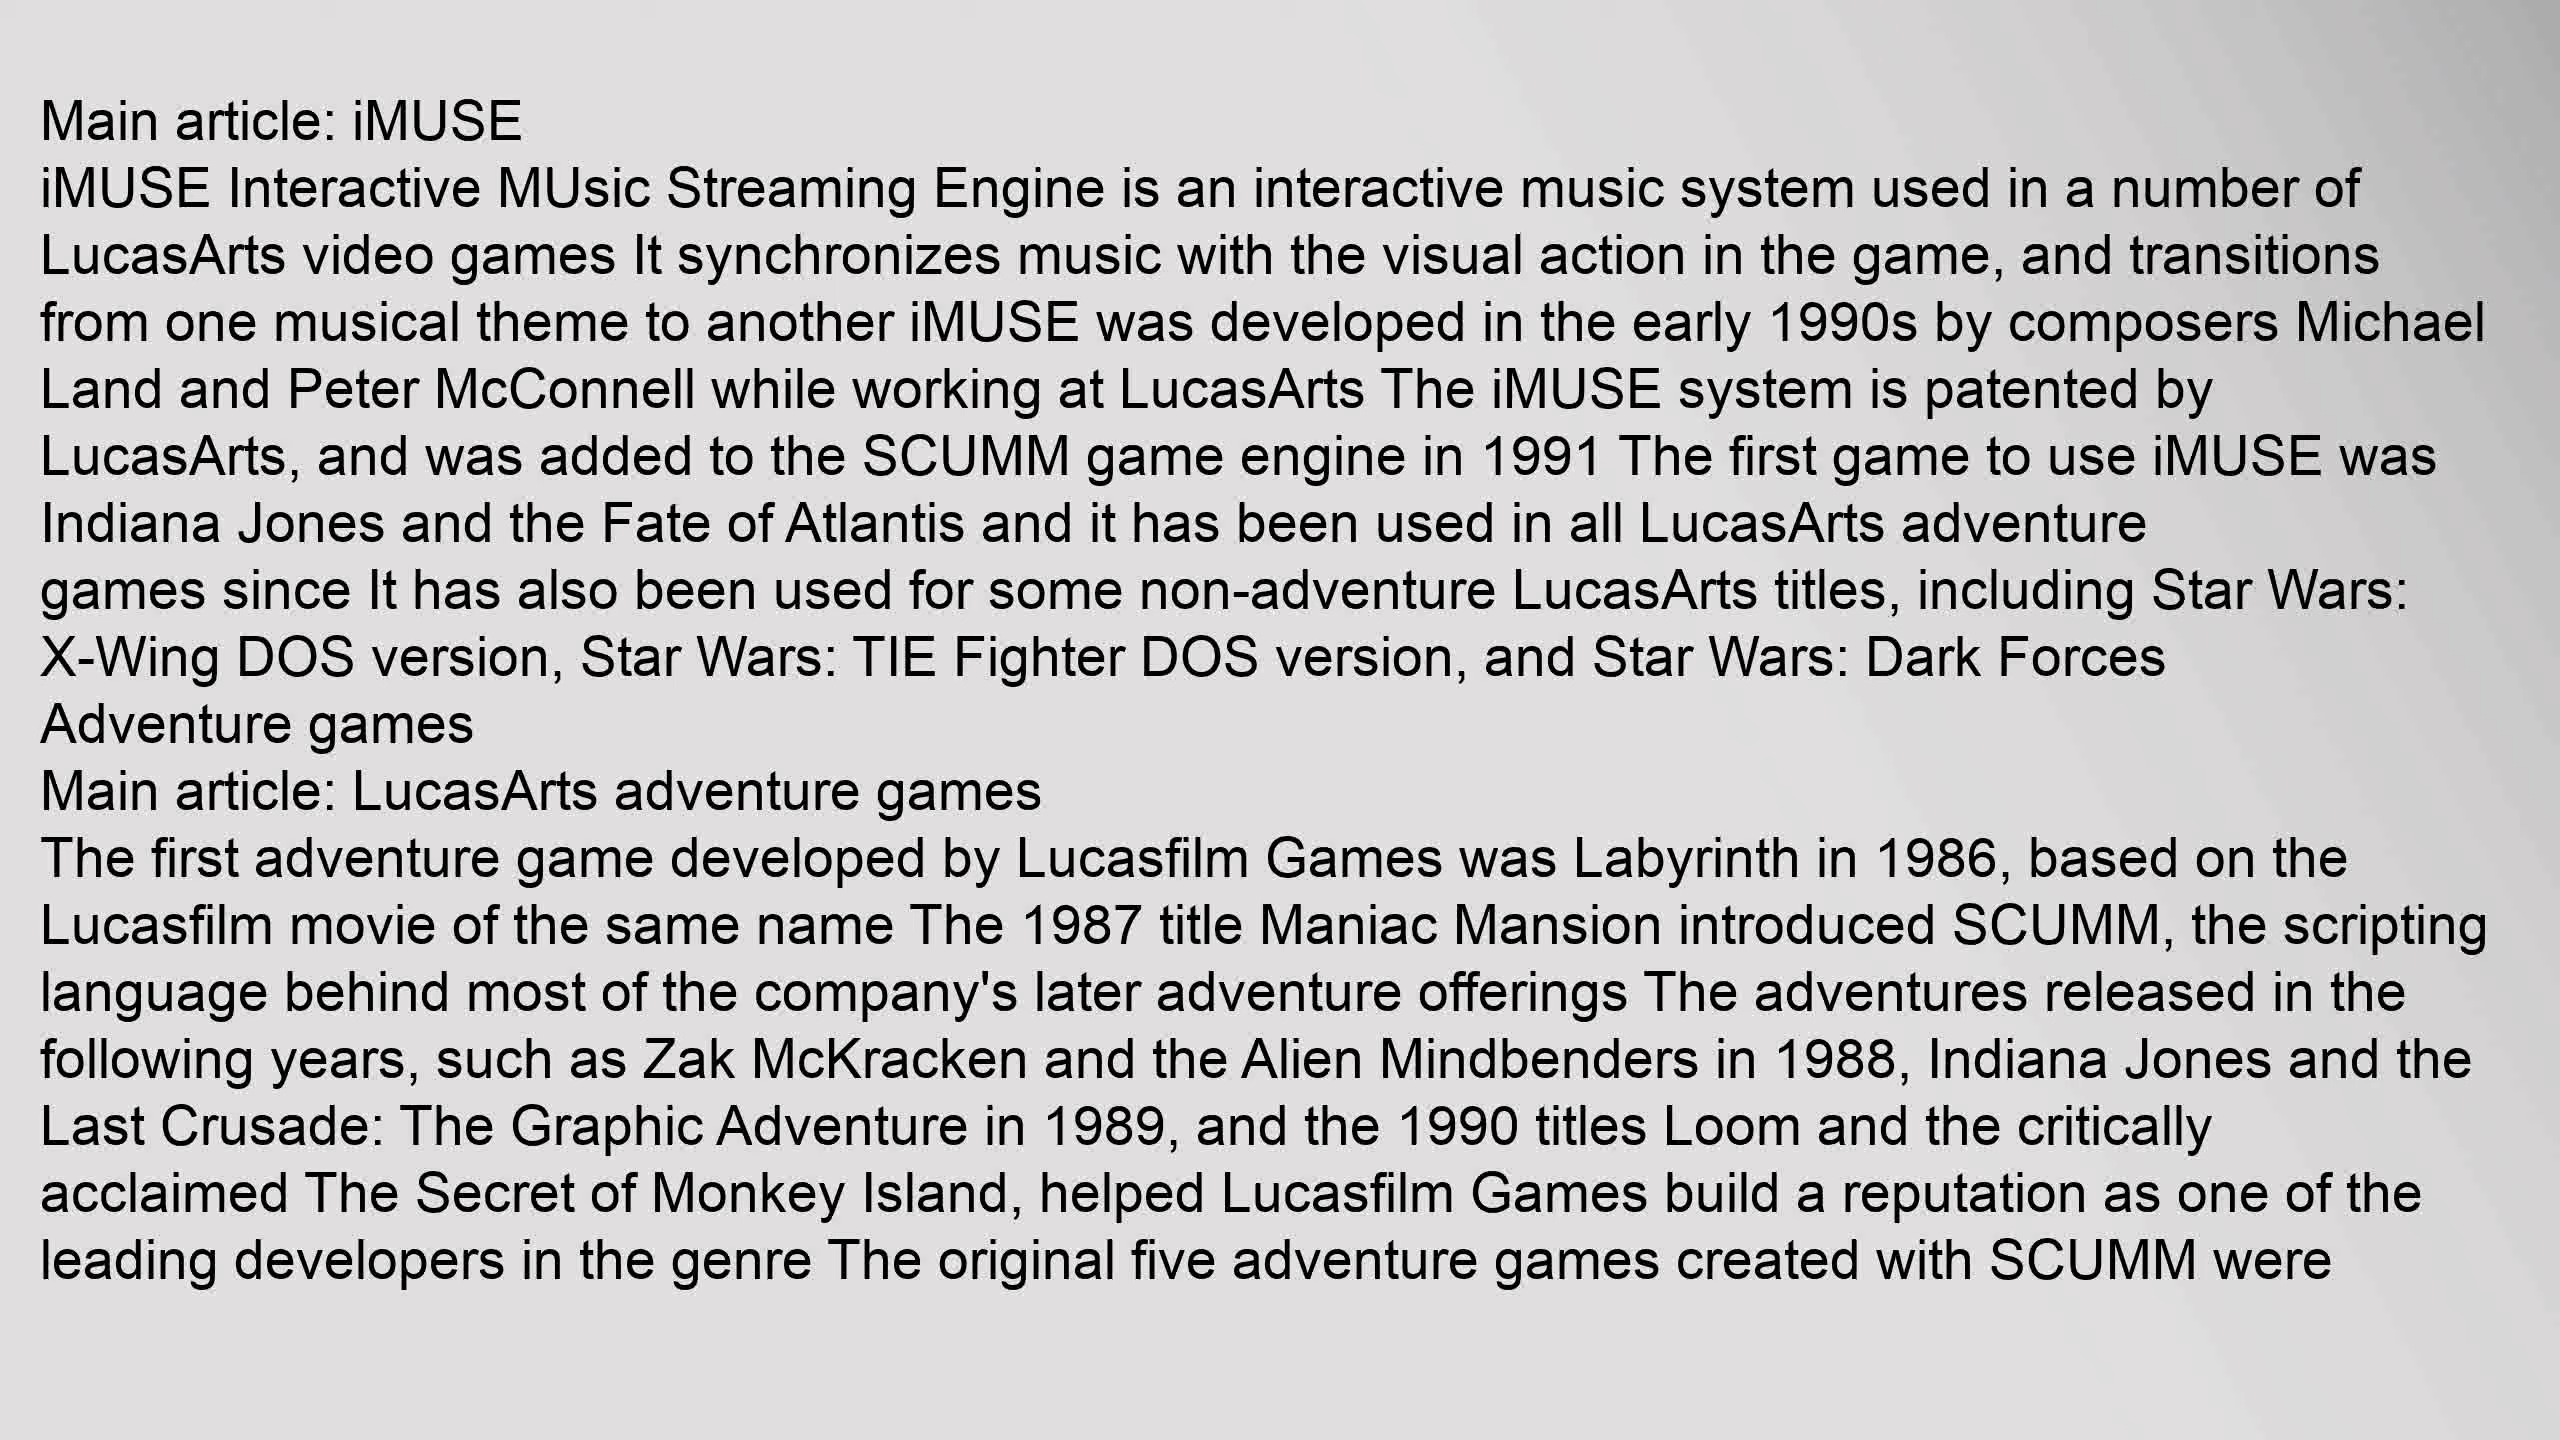 Main article: iMUSE
iMUSE Interactive MUsic Streaming Engine is an interactive music system used in a number of
LucasArts video games It synchronizes music with the visual action in the game, and transitions
from one musical theme to another iMUSE was developed in the early 1990s by composers Michael
Land and Peter McConnell while working at LucasArts The iMUSE system is patented by
LucasArts, and was added to the SCUMM game engine in 1991 The first game to use iMUSE was
Indiana Jones and the Fate of Atlantis and it has been used in all LucasArts adventure
games since It has also been used for some non-adventure LucasArts titles, including Star Wars:
X-Wing DOS version, Star Wars: TIE Fighter DOS version, and Star Wars: Dark Forces
Adventure games
Main article: LucasArts adventure games
The first adventure game developed by Lucasfilm Games was Labyrinth in 1986, based on the
Lucasfilm movie of the same name The 1987 title Maniac Mansion introduced SCUMM, the scripting
language behind most of the company's later adventure offerings The adventures released in the
following years, such as Zak McKracken and the Alien Mindbenders in 1988, Indiana Jones and the
Last Crusade: The Graphic Adventure in 1989, and the 1990 titles Loom and the critically
acclaimed The Secret of Monkey Island, helped Lucasfilm Games build a reputation as one of the
leading developers in the genre The original five adventure games created with SCUMM were